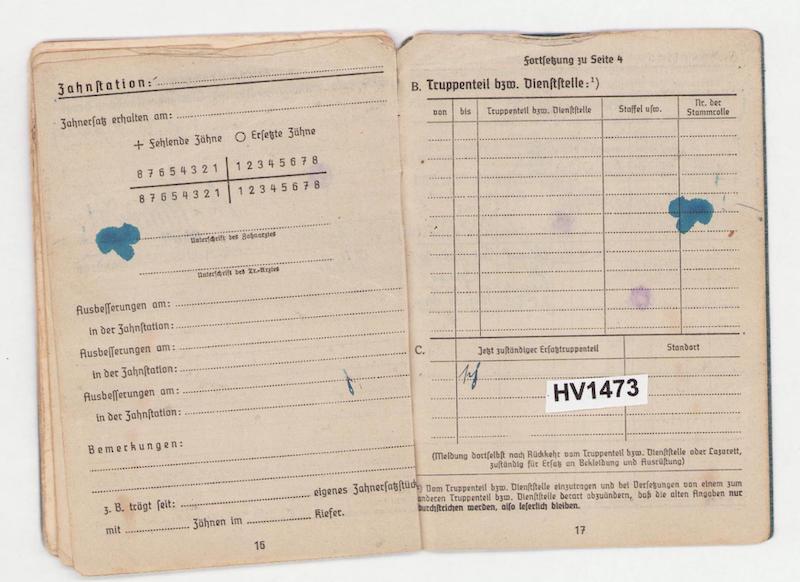 Zahnstation:
Zahnersatz erhalten am:
+ Fehlende Zähne ○ Ersetzte Zähne
8 7 6 5 4 3 2 1 | 1 2 3 4 5 6 7 8
8 7 6 5 4 3 2 1 | 1 2 3 4 5 6 7 8
Unterschrift des Zahnarztes
Unterschrift des Tr.-Arztes
Ausbesserungen am:
in der Zahnstation:
Ausbesserungen am:
in der Zahnstation:
Ausbesserungen am:
in der Zahnstation:
Bemerkungen:
z. B. trägt seit: eigenes Zahnersatzstück
mit Zähnen im Kiefer.
16
Fortsetzung zu Seite 4
B. Truppenteil bzw. Dienststelle:¹)
von bis Truppenteil bzw. Dienststelle Staffel usw. Nr. der Stammrolle
C. Jetzt zuständiger Ersatztruppenteil Standort
HV1473
(Meldung dortselbst nach Rückkehr vom Truppenteil bzw. Dienststelle oder Lazarett,
zuständig für Ersatz an Bekleidung und Ausrüstung)
¹) Vom Truppenteil bzw. Dienststelle einzutragen und bei Versetzungen von einem zum
anderen Truppenteil bzw. Dienststelle derart abzuändern, daß die alten Angaben nur
durchstrichen werden, also leserlich bleiben.
17